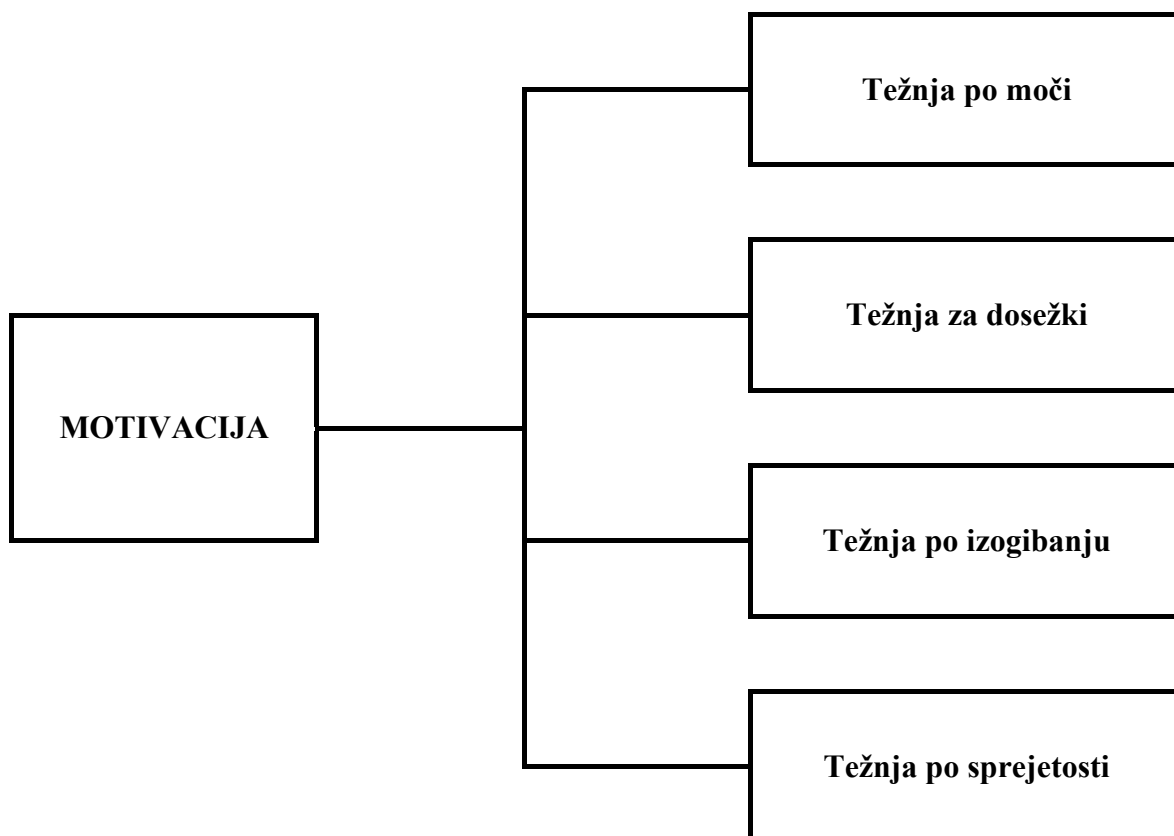 Težnja po moči
Težnja za dosežki
MOTIVACIJA
Težnja po izogibanju
Težnja po sprejetosti